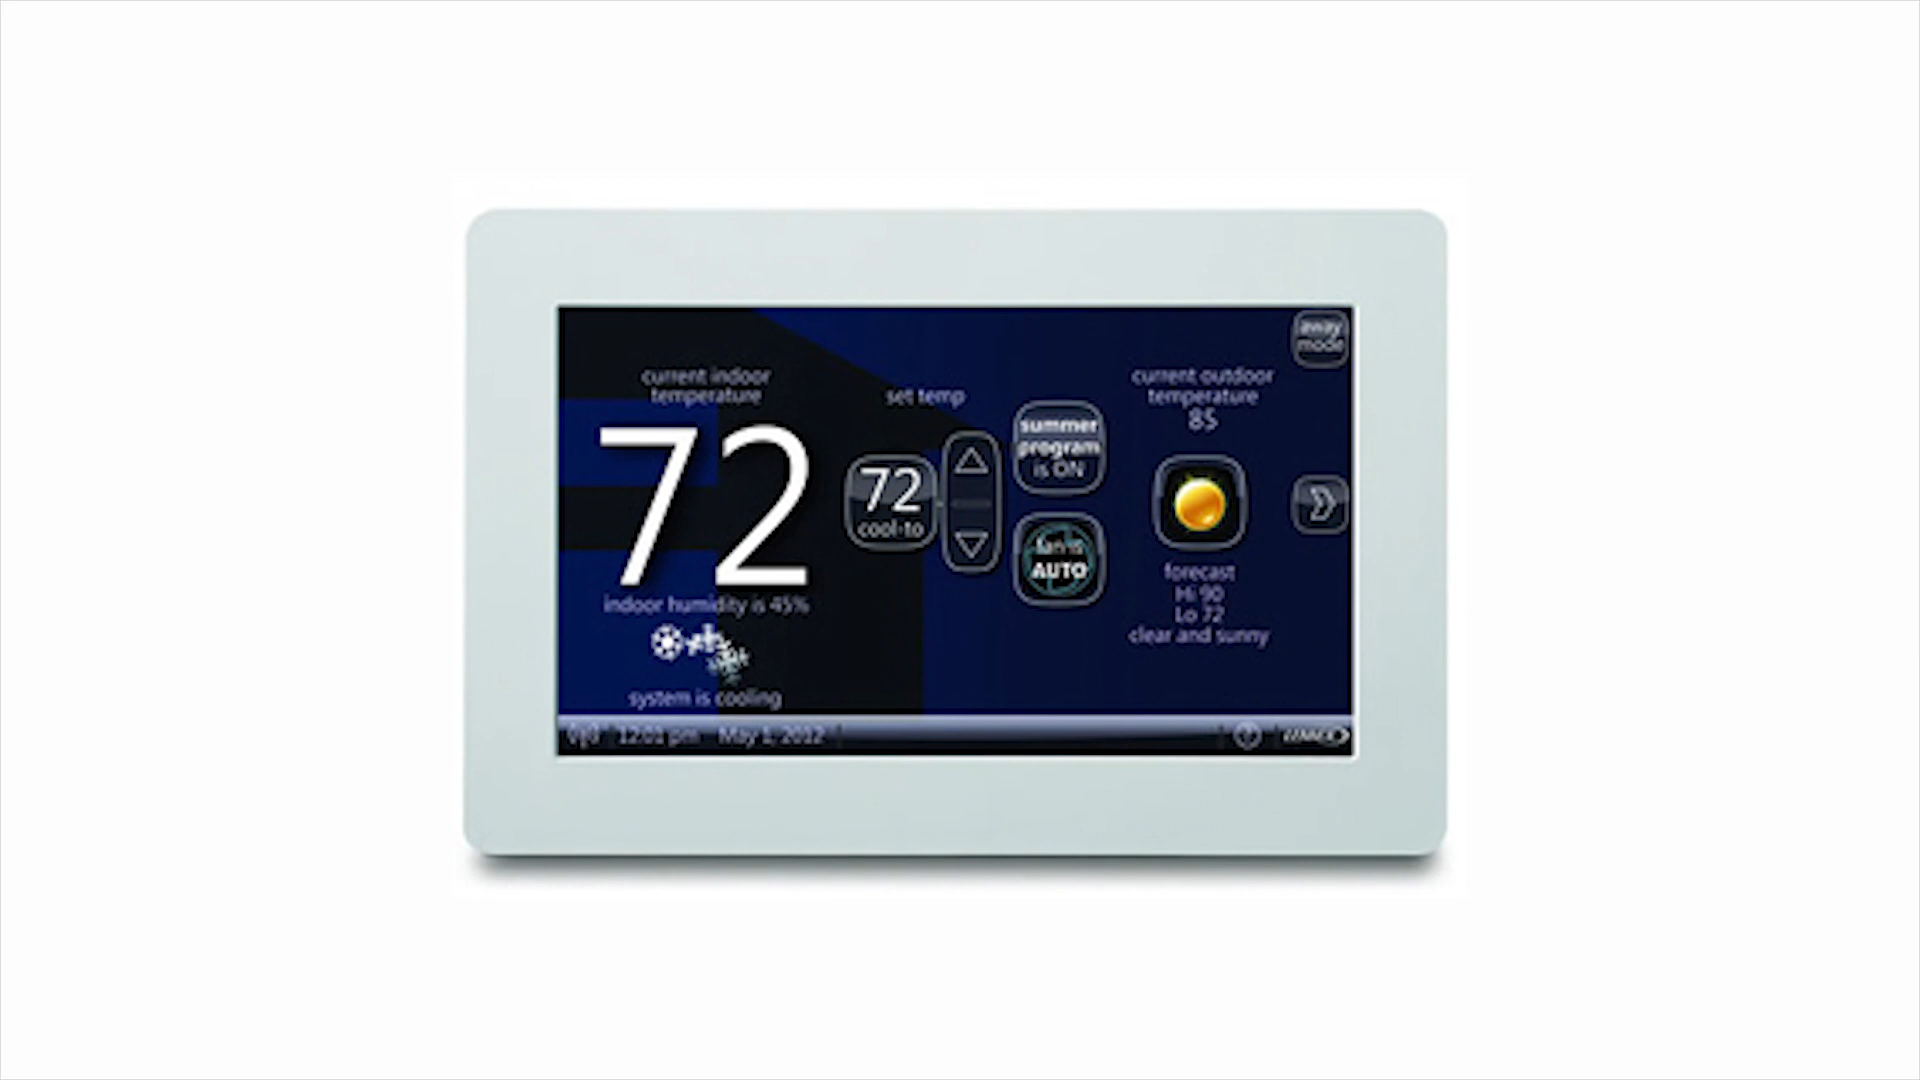 away
mode
current indoor
temperature
72
indoor humidity is 45%
system is cooling
set temp
72
cool-to
summer
program
is ON
fan is
AUTO
current outdoor
temperature
85
forecast
Hi 90
Lo 72
clear and sunny
12:01 pm May 1, 2012
?
LENNOX